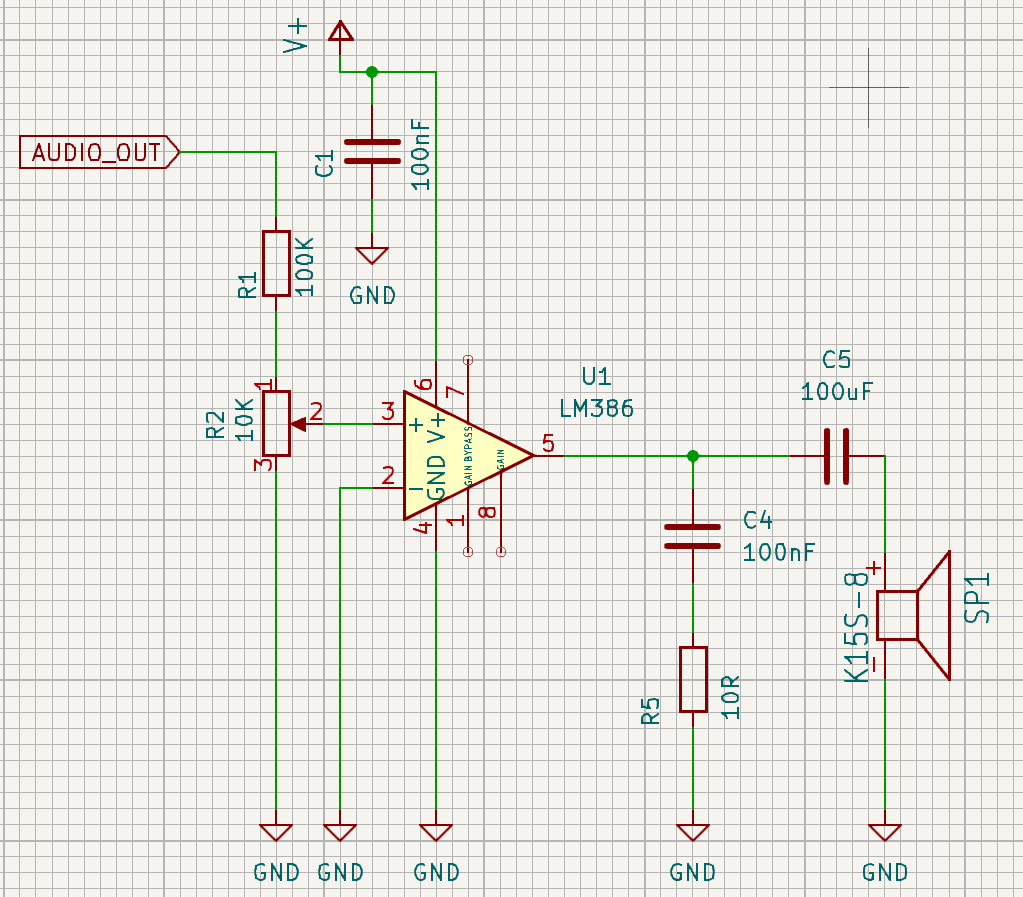 V+
AUDIO_OUT
C1
100nF
R1
100K
GND
C5
100uF
U1
LM386
1
R2
10K
2
3
6
7
3
+
V+
GAIN BYPASS
GAIN
5
2
-
GND
4
1
8
C4
100nF
+
K15S-8
-
SP1
R5
10R
GND
GND
GND
GND
GND